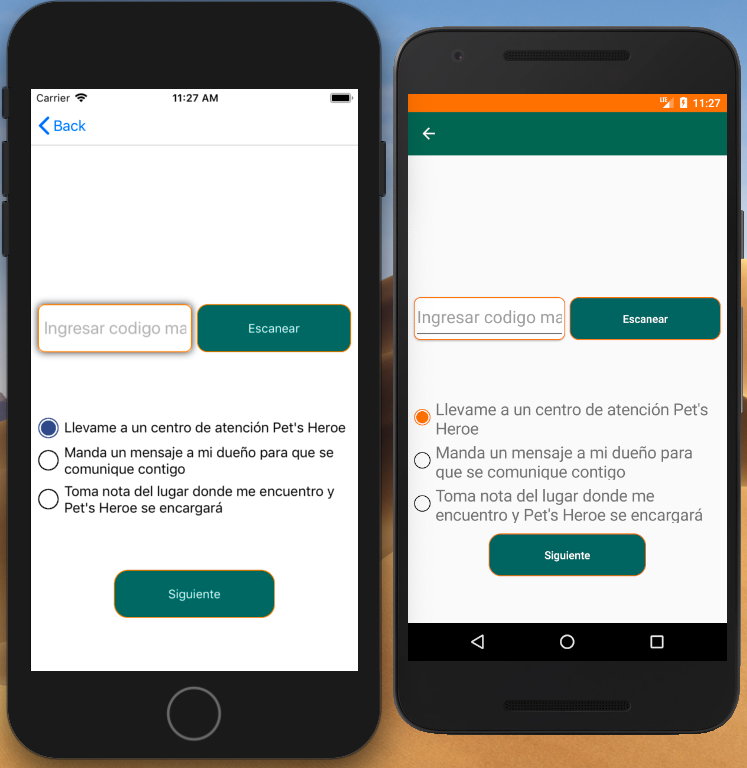 Carrier
11:27 AM
Back
Ingresar codigo ma
Escanear
Llevame a un centro de atención Pet's Heroe
Manda un mensaje a mi dueño para que se
comunique contigo
Toma nota del lugar donde me encuentro y
Pet's Heroe se encargará
Siguiente
LTE
11:27
Ingresar codigo ma
Escanear
Llevame a un centro de atención Pet's
Heroe
Manda un mensaje a mi dueño para
que se comunique contigo
Toma nota del lugar donde me
encuentro y Pet's Heroe se encargará
Siguiente